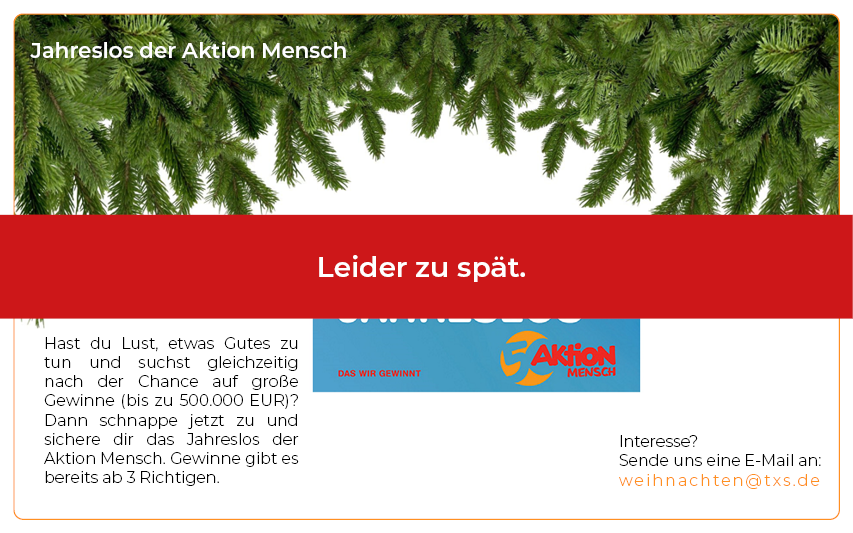 Jahreslos der Aktion Mensch
Leider zu spät.
Hast du Lust, etwas Gutes zu
tun und suchst gleichzeitig
nach der Chance auf große
Gewinne (bis zu 500.000 EUR)?
Dann schnappe jetzt zu und
sichere dir das Jahreslos der
Aktion Mensch. Gewinne gibt es
bereits ab 3 Richtigen.
DAS WIR GEWINNT
AKtion
MENSCH
Interesse?
Sende uns eine E-Mail an:
weihnachten@txs.de